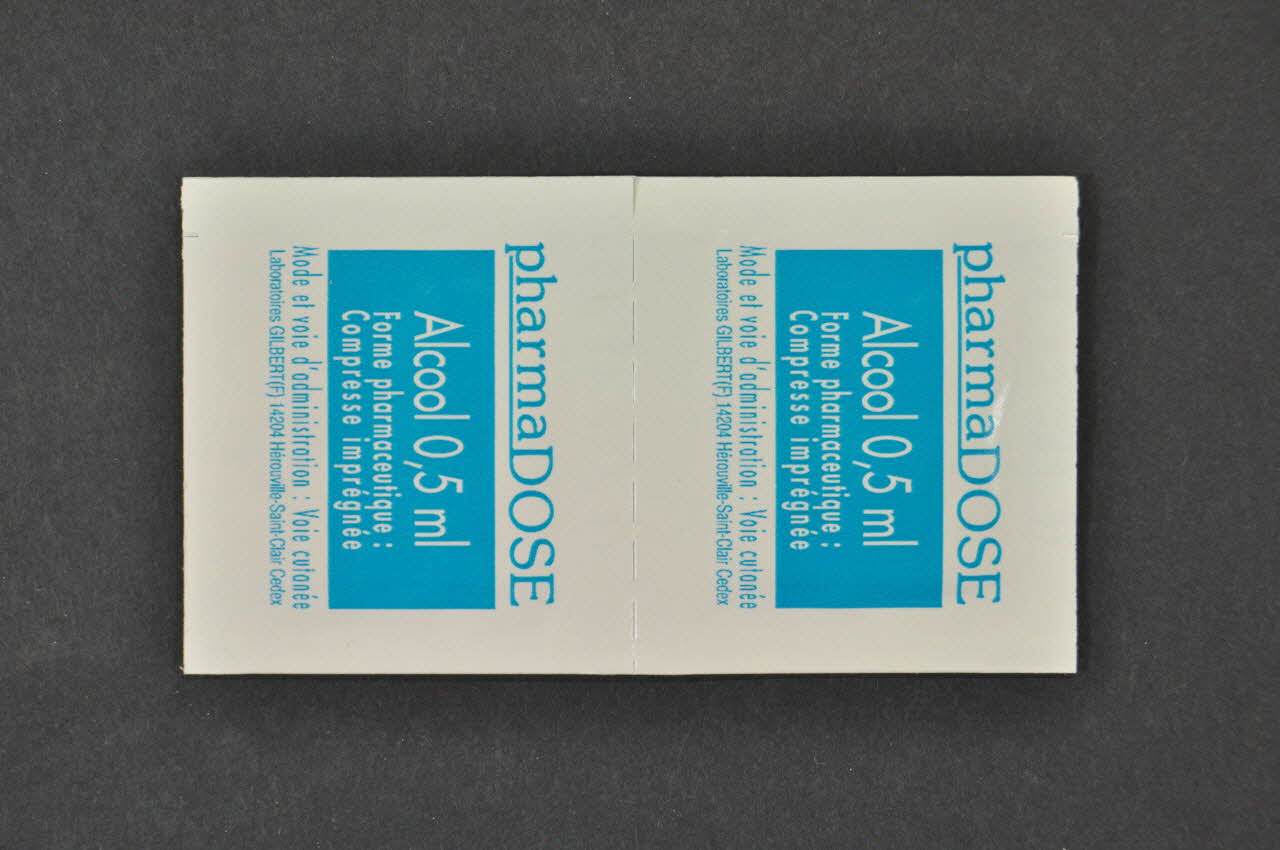 pharmaDOSE
Alcool 0,5 ml
Forme pharmaceutique :
Compresse imprégnée
Mode et voie d'administration : Voie cutanée
Laboratoires GILBERT(F) 14204 Hérouville-Saint-Clair Cedex
pharmaDOSE
Alcool 0,5 ml
Forme pharmaceutique :
Compresse imprégnée
Mode et voie d'administration : Voie cutanée
Laboratoires GILBERT(F) 14204 Hérouville-Saint-Clair Cedex